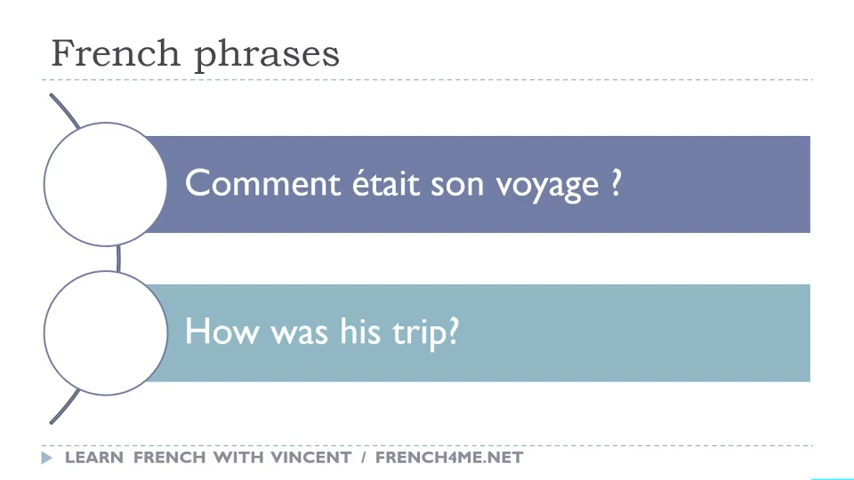 French phrases
Comment était son voyage ?
How was his trip?
LEARN FRENCH WITH VINCENT / FRENCH4ME.NET